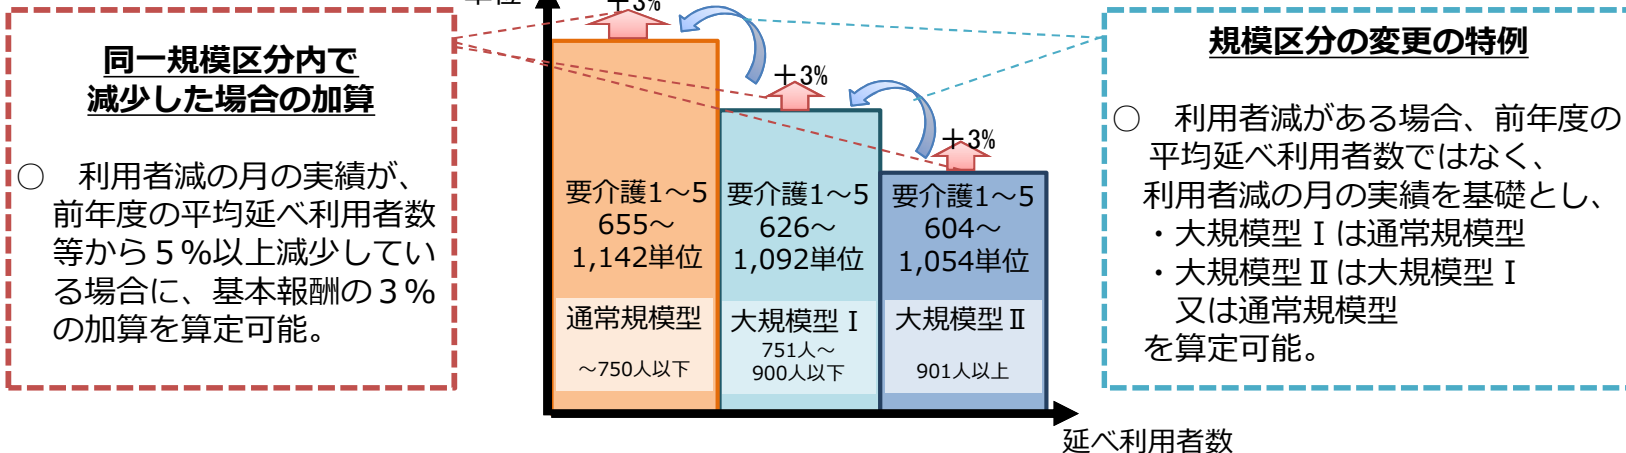 同一規模区分内で
減少した場合の加算
○　利用者減の月の実績が、
前年度の平均延べ利用者数
等から５%以上減少してい
る場合に、基本報酬の３%
の加算を算定可能。
+3%
＋3%
＋3%
要介護1～5
655～
1,142単位
通常規模型
～750人以下
要介護1～5
626～
1,092単位
大規模型Ⅰ
751人～
900人以下
要介護1～5
604～
1,054単位
大規模型Ⅱ
901人以上
延べ利用者数
規模区分の変更の特例
○　利用者減がある場合、前年度の
平均延べ利用者数ではなく、
利用者減の月の実績を基礎とし、
・大規模型Ⅰは通常規模型
・大規模型Ⅱは大規模型Ⅰ
又は通常規模型
を算定可能。